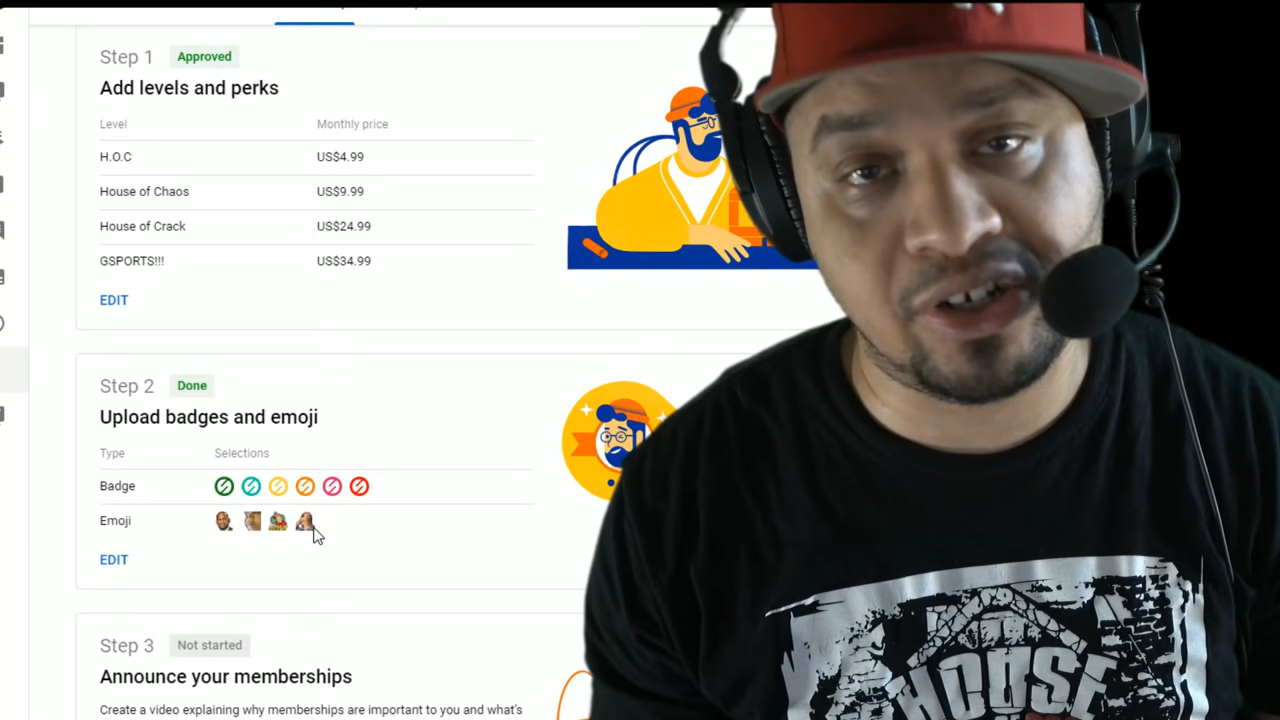 Step 1 Approved
Add levels and perks
Level Monthly price
H.O.C US$4.99
House of Chaos US$9.99
House of Crack US$24.99
GSPORTS!!! US$34.99
EDIT
Step 2 Done
Upload badges and emoji
Type Selections
Badge
Emoji
EDIT
Step 3 Not started
Announce your memberships
Create a video explaining why memberships are important to you and what's
HOUSE